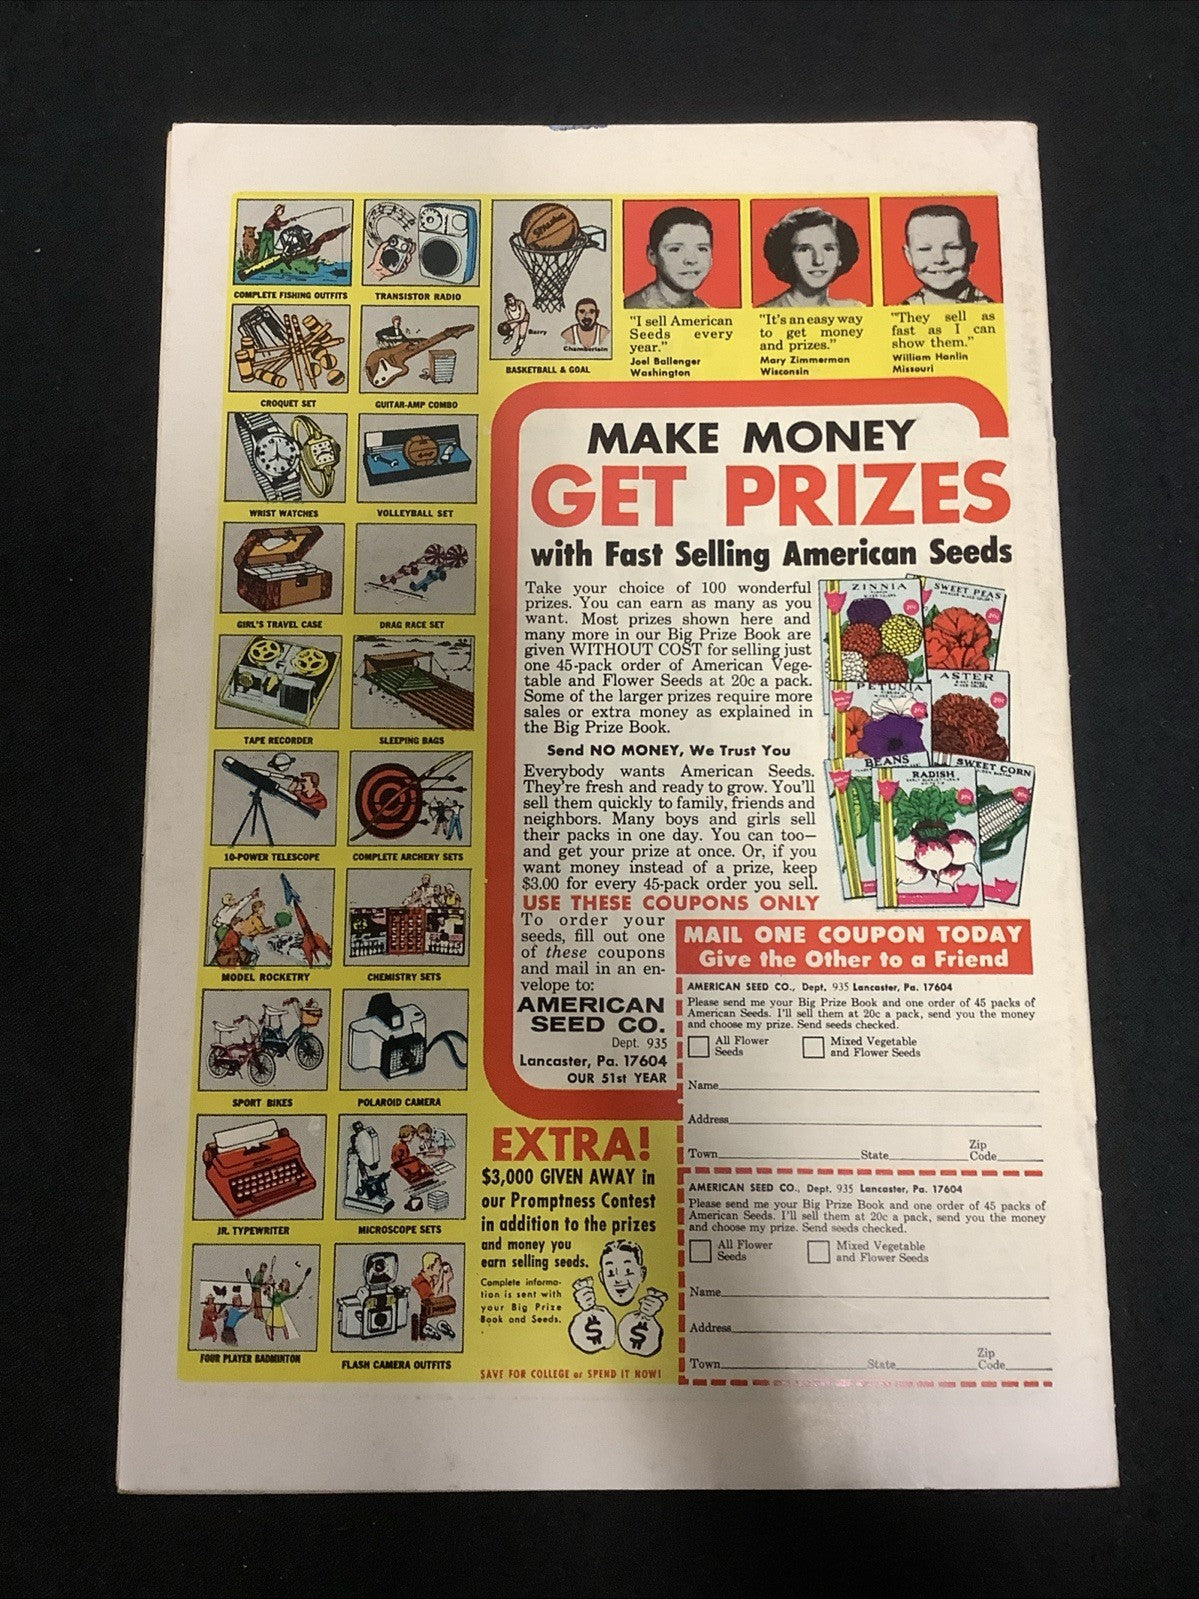 COMPLETE FISHING OUTFITS
TRANSISTOR RADIO
CROQUET SET
GUITAR-AMP COMBO
WRIST WATCHES
VOLLEYBALL SET
GIRL'S TRAVEL CASE
DRAG RACE SET
TAPE RECORDER
SLEEPING BAGS
10-POWER TELESCOPE
COMPLETE ARCHERY SETS
MODEL ROCKETRY
CHEMISTRY SETS
SPORT BIKES
POLAROID CAMERA
JR. TYPEWRITER
MICROSCOPE SETS
FOUR PLAYER BADMINTON
FLASH CAMERA OUTFITS
Barry
Chamberlain
BASKETBALL & GOAL
"I sell American
Seeds every
year."
Joel Ballenger
Washington
"It's an easy way
to get money
and prizes."
Mary Zimmerman
Wisconsin
"They sell as
fast as I can
show them."
William Hanlin
Missouri
MAKE MONEY
GET PRIZES
with Fast Selling American Seeds
Take your choice of 100 wonderful
prizes. You can earn as many as you
want. Most prizes shown here and
many more in our Big Prize Book are
given WITHOUT COST for selling just
one 45-pack order of American Vege-
table and Flower Seeds at 20c a pack.
Some of the larger prizes require more
sales or extra money as explained in
the Big Prize Book.
Send NO MONEY, We Trust You
Everybody wants American Seeds.
They're fresh and ready to grow. You'll
sell them quickly to family, friends and
neighbors. Many boys and girls sell
their packs in one day. You can too—
and get your prize at once. Or, if you
want money instead of a prize, keep
$3.00 for every 45-pack order you sell.
ZINNIA
SWEET PEAS
PETUNIA
ASTER
BEANS
RADISH
SWEET CORN
USE THESE COUPONS ONLY
To order your
seeds, fill out one
of these coupons
and mail in an en-
velope to:
AMERICAN
SEED CO.
Dept. 935
Lancaster, Pa. 17604
OUR 51st YEAR
MAIL ONE COUPON TODAY
Give the Other to a Friend
AMERICAN SEED CO., Dept. 935 Lancaster, Pa. 17604
Please send me your Big Prize Book and one order of 45 packs of
American Seeds. I'll sell them at 20c a pack, send you the money
and choose my prize. Send seeds checked.
All Flower
Seeds
Mixed Vegetable
and Flower Seeds
Name
Address
Town State Zip Code
AMERICAN SEED CO., Dept. 935 Lancaster, Pa. 17604
Please send me your Big Prize Book and one order of 45 packs of
American Seeds. I'll sell them at 20c a pack, send you the money
and choose my prize. Send seeds checked.
All Flower
Seeds
Mixed Vegetable
and Flower Seeds
Name
Address
Town State Zip Code
EXTRA!
$3,000 GIVEN AWAY in
our Promptness Contest
in addition to the prizes
and money you
earn selling seeds.
Complete informa-
tion is sent with
your Big Prize
Book and Seeds.
$ $
SAVE FOR COLLEGE or SPEND IT NOW!